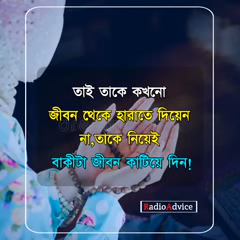 তাই তাকে কখনো
জীবন থেকে হারাতে দিয়েন
না,তাকে নিয়েই
বাকীটা জীবন কাটিয়ে দিন!
RadioAdvice